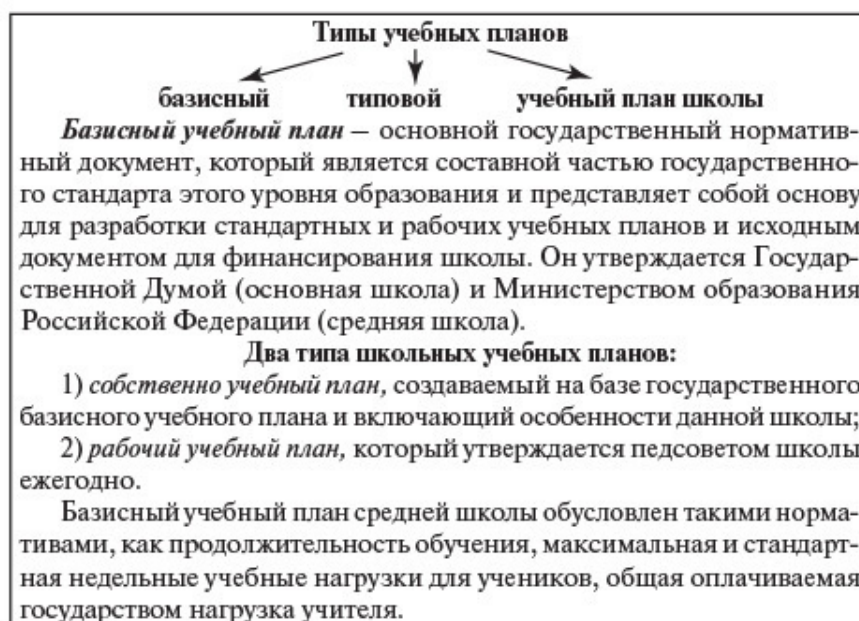 Типы учебных планов
базисный типовой учебный план школы
Базисный учебный план – основной государственный норматив-
ный документ, который является составной частью государственно-
го стандарта этого уровня образования и представляет собой основу
для разработки стандартных и рабочих учебных планов и исходным
документом для финансирования школы. Он утверждается Государ-
ственной Думой (основная школа) и Министерством образования
Российской Федерации (средняя школа).
Два типа школьных учебных планов:
1) собственно учебный план, создаваемый на базе государственного
базисного учебного плана и включающий особенности данной школы;
2) рабочий учебный план, который утверждается педсоветом школы
ежегодно.
Базисный учебный план средней школы обусловлен такими норма-
тивами, как продолжительность обучения, максимальная и стандарт-
ная недельные учебные нагрузки для учеников, общая оплачиваемая
государством нагрузка учителя.